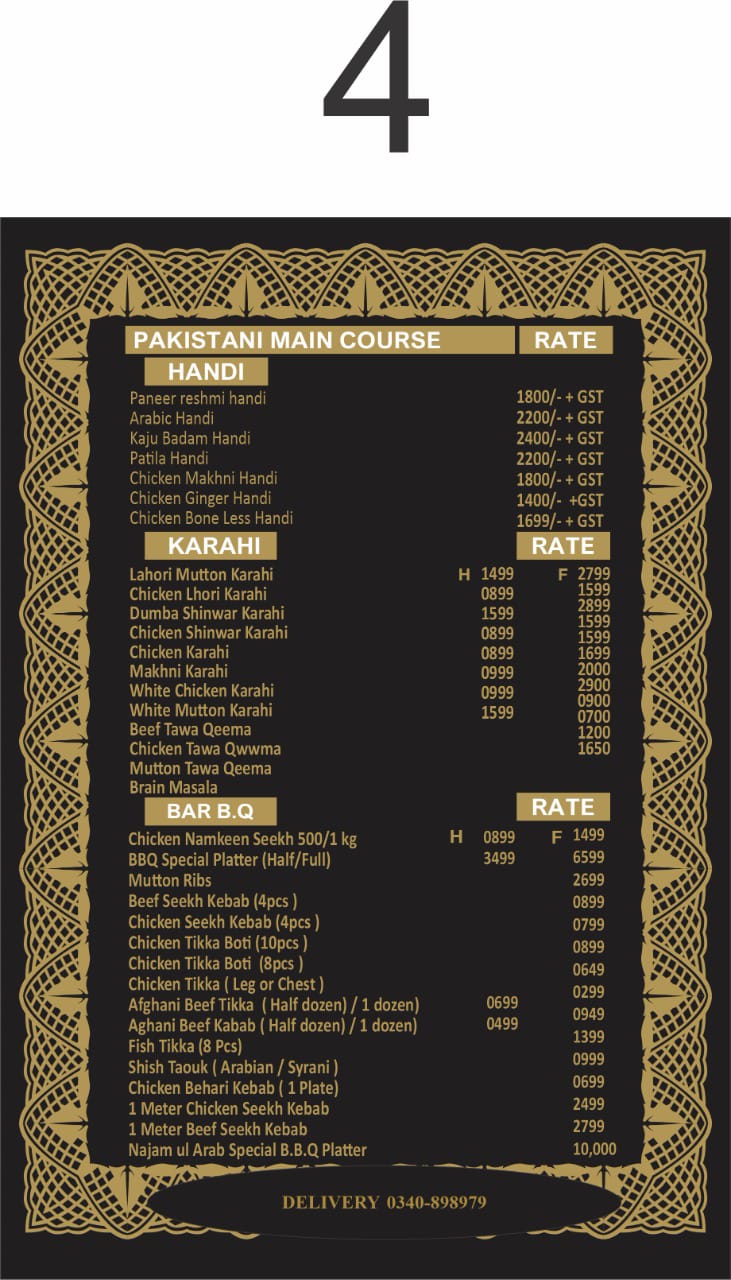 4
PAKISTANI MAIN COURSE RATE
HANDI
Paneer reshmi handi 1800/- + GST
Arabic Handi 2200/- + GST
Kaju Badam Handi 2400/- + GST
Patila Handi 2200/- + GST
Chicken Makhni Handi 1800/- + GST
Chicken Ginger Handi 1400/- +GST
Chicken Bone Less Handi 1699/- + GST
KARAHI RATE
Lahori Mutton Karahi H 1499 F 2799
Chicken Lhori Karahi 0899 1599
Dumba Shinwar Karahi 1599 2899
Chicken Shinwar Karahi 0899 1599
Chicken Karahi 0899 1599
Makhni Karahi 0999 1699
White Chicken Karahi 0999 2000
White Mutton Karahi 1599 2900
Beef Tawa Qeema 0900
Chicken Tawa Qwwma 0700
Mutton Tawa Qeema 1200
Brain Masala 1650
BAR B.Q RATE
Chicken Namkeen Seekh 500/1 kg H 0899 F 1499
BBQ Special Platter (Half/Full) 3499 6599
Mutton Ribs 2699
Beef Seekh Kebab (4pcs ) 0899
Chicken Seekh Kebab (4pcs ) 0799
Chicken Tikka Boti (10pcs ) 0899
Chicken Tikka Boti (8pcs ) 0649
Chicken Tikka ( Leg or Chest ) 0299
Afghani Beef Tikka ( Half dozen) / 1 dozen) 0699 0949
Aghani Beef Kabab ( Half dozen) / 1 dozen) 0499 1399
Fish Tikka (8 Pcs) 0999
Shish Taouk ( Arabian / Syrani )
Chicken Behari Kebab ( 1 Plate) 0699
1 Meter Chicken Seekh Kebab 2499
1 Meter Beef Seekh Kebab 2799
Najam ul Arab Special B.B.Q Platter 10,000
DELIVERY 0340-898979